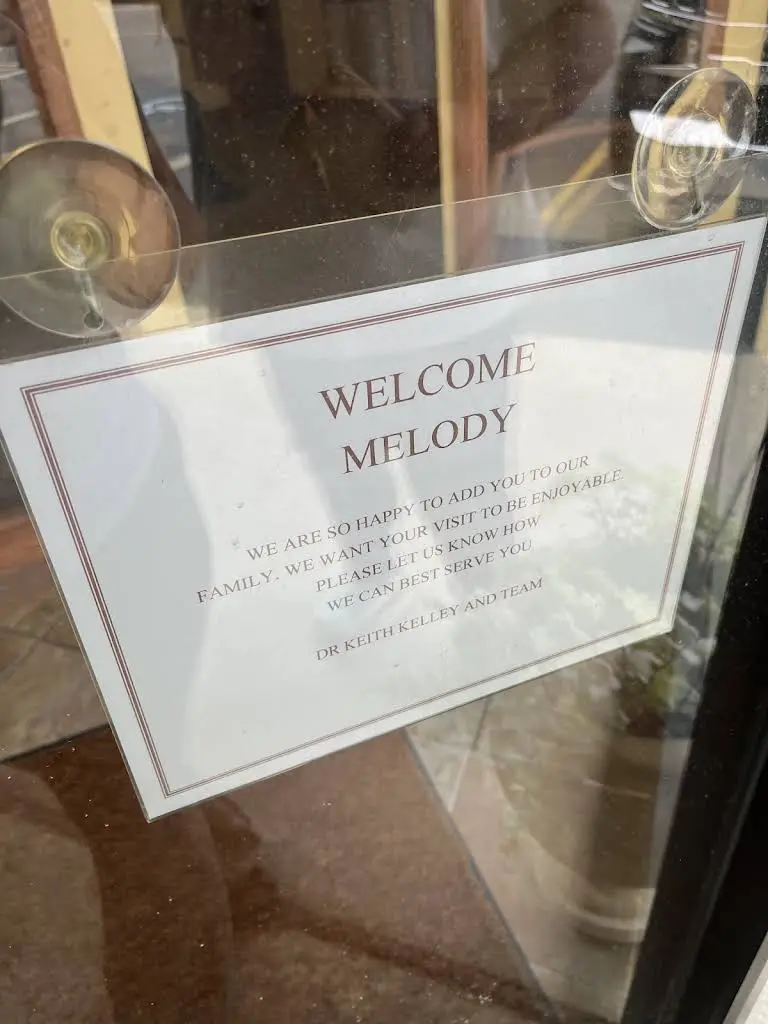 WELCOME
MELODY
WE ARE SO HAPPY TO ADD YOU TO OUR
FAMILY. WE WANT YOUR VISIT TO BE ENJOYABLE
PLEASE LET US KNOW HOW
WE CAN BEST SERVE YOU
DR KEITH KELLEY AND TEAM